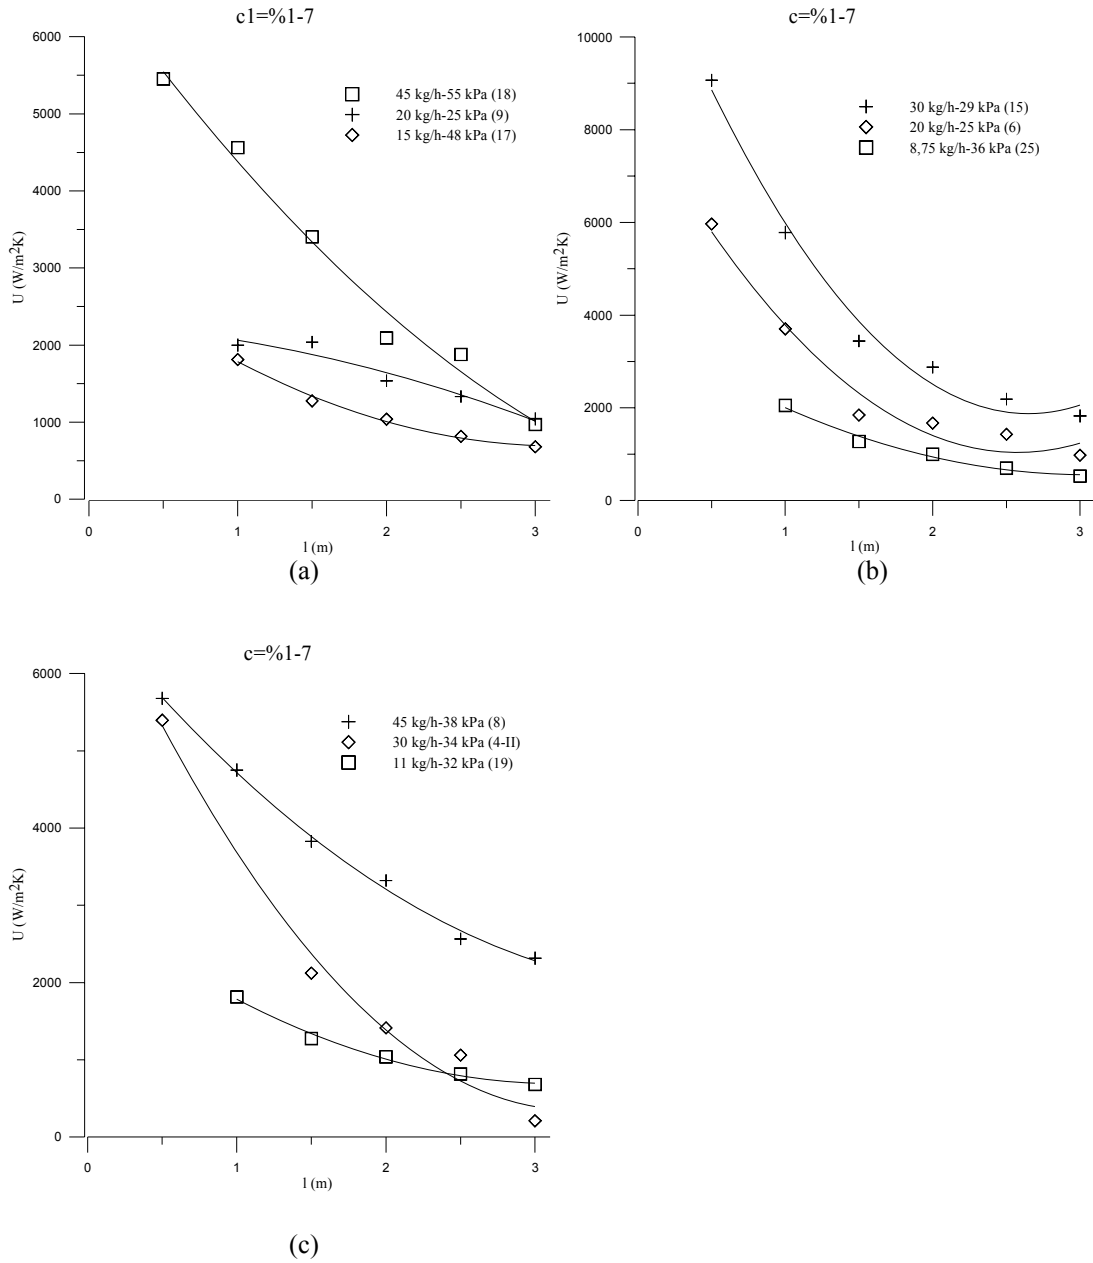 c1=%1-7
6000
5000
4000
3000
2000
1000
0
U (W/m²K)
45 kg/h-55 kPa (18)
20 kg/h-25 kPa (9)
15 kg/h-48 kPa (17)
0 1 2 3
l (m)
(a)
c=%1-7
10000
8000
6000
4000
2000
0
U (W/m²K)
30 kg/h-29 kPa (15)
20 kg/h-25 kPa (6)
8,75 kg/h-36 kPa (25)
0 1 2 3
l (m)
(b)
c=%1-7
6000
4000
2000
0
U (W/m²K)
45 kg/h-38 kPa (8)
30 kg/h-34 kPa (4-II)
11 kg/h-32 kPa (19)
0 1 2 3
l (m)
(c)